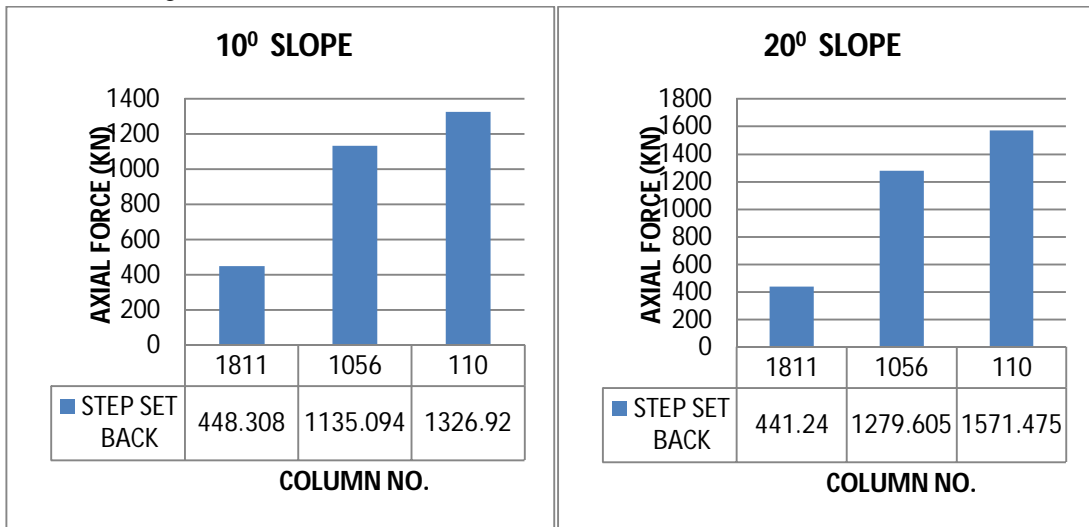 10⁰ SLOPE
AXIAL FORCE (KN)
1400
1200
1000
800
600
400
200
0
1811 1056 110
STEP SET BACK 448.308 1135.094 1326.92
COLUMN NO.
20⁰ SLOPE
AXIAL FORCE (KN)
1800
1600
1400
1200
1000
800
600
400
200
0
1811 1056 110
STEP SET BACK 441.24 1279.605 1571.475
COLUMN NO.